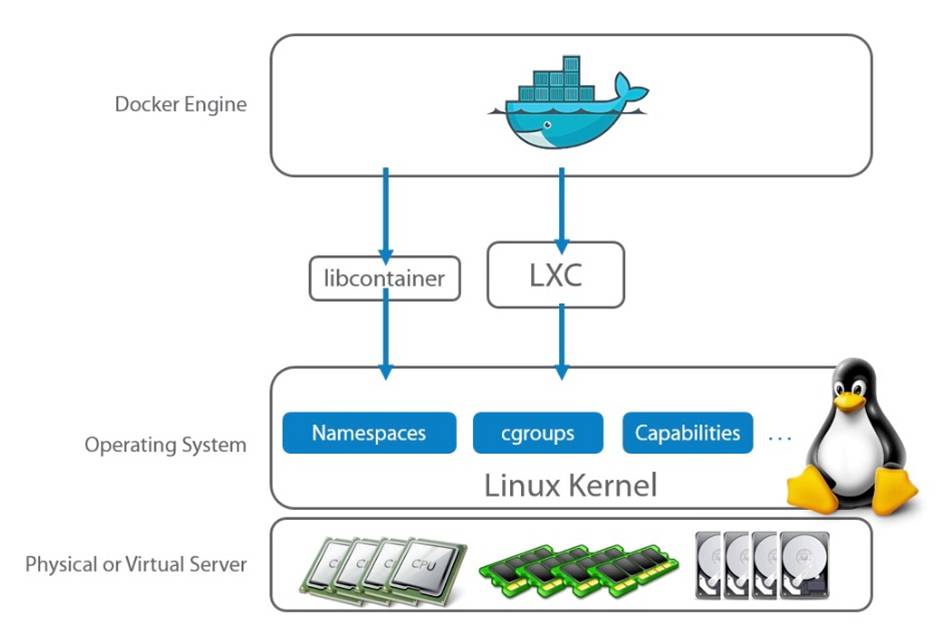 Docker Engine
libcontainer
LXC
Operating System
Namespaces
cgroups
Capabilities
...
Linux Kernel
Physical or Virtual Server
C
C
C
CPU